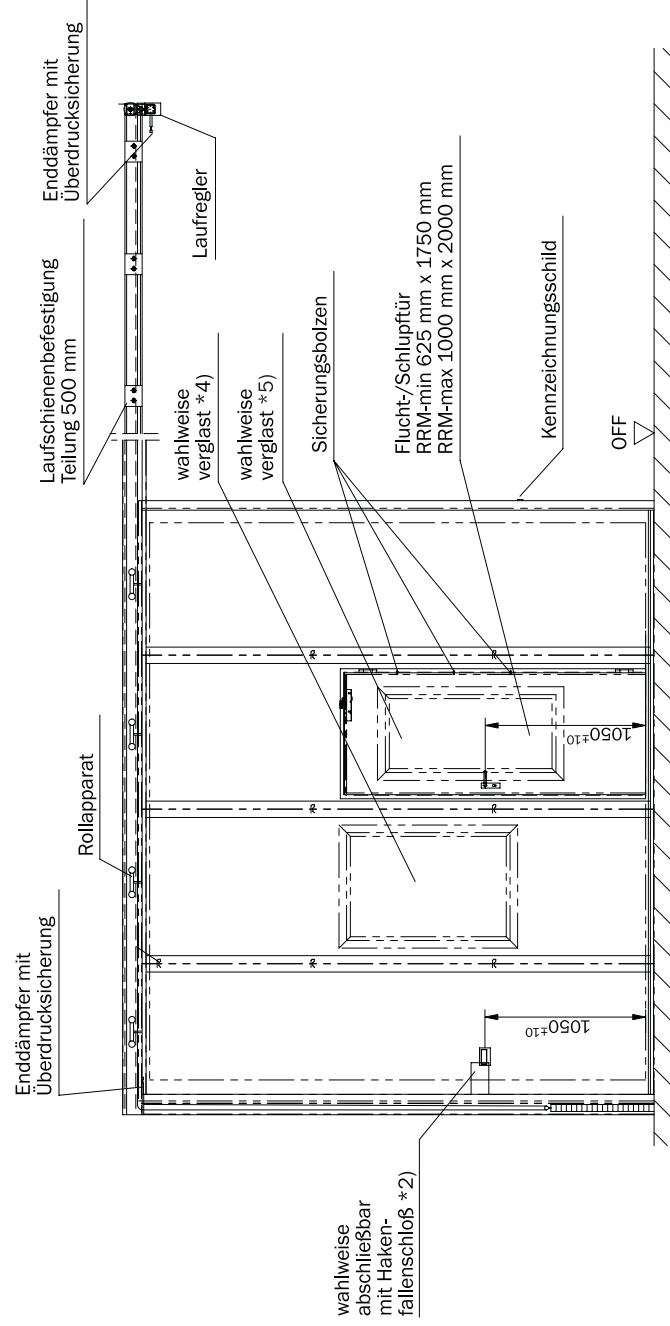 Enddämpfer mit
Überdrucksicherung
Rollapparat
Laufschienenbefestigung
Teilung 500 mm
Enddämpfer mit
Überdrucksicherung
Laufregler
wahlweise
verglast *4)
wahlweise
verglast *5)
Sicherungsbolzen
Flucht-/Schlupftür
RRM-min 625 mm x 1750 mm
RRM-max 1000 mm x 2000 mm
Kennzeichnungsschild
OFF
1050±10
1050±10
wahlweise
abschließbar
mit Haken-
fallenschloß *2)